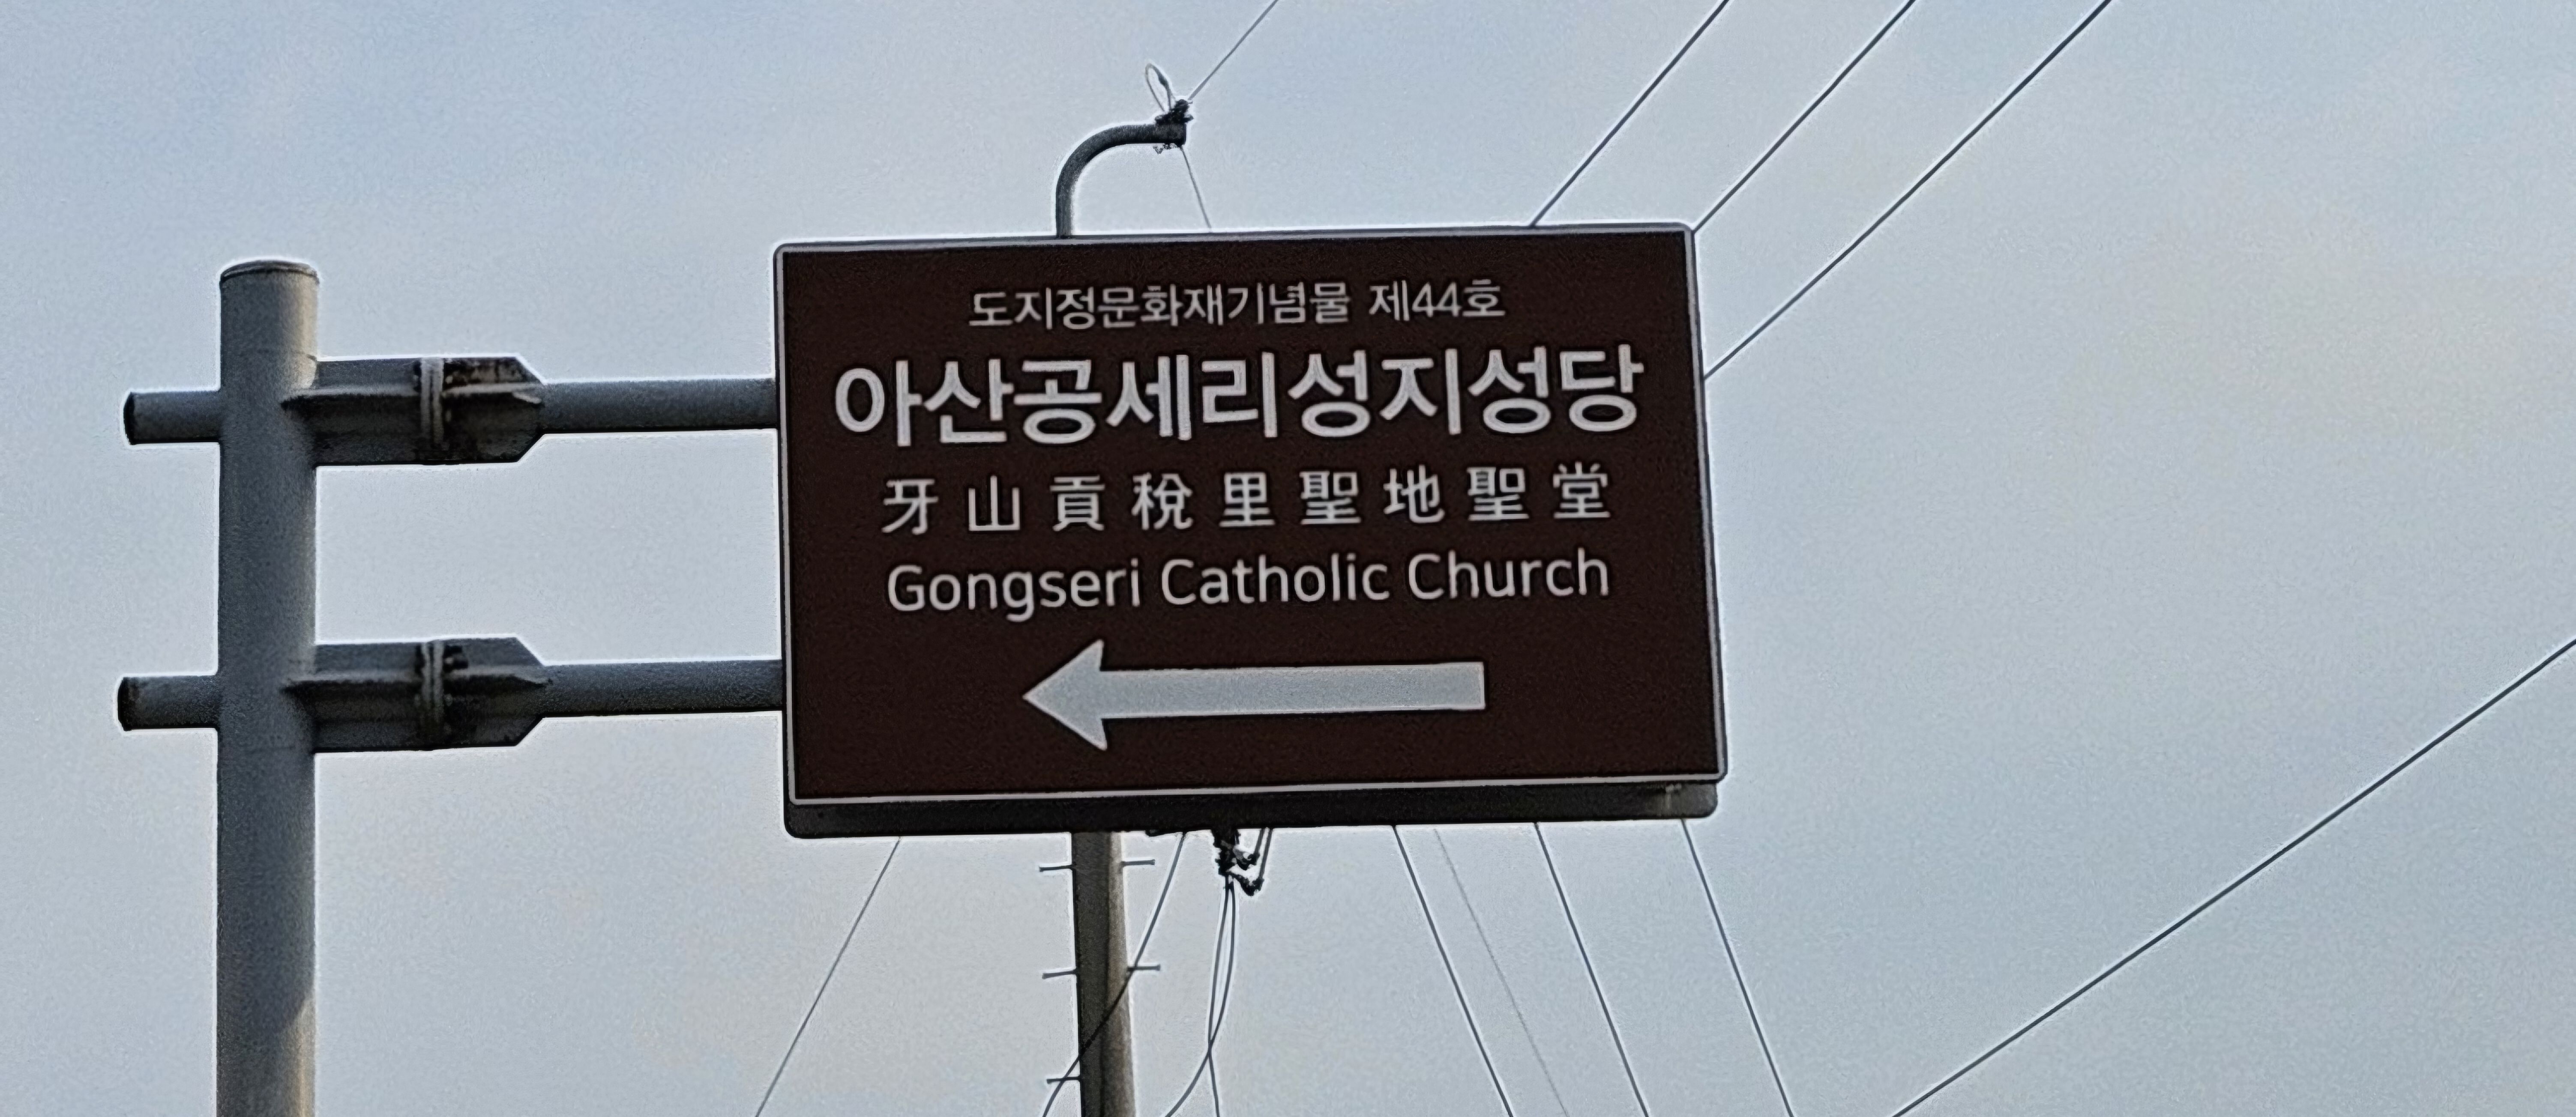 도지정문화재기념물 제44호
아산공세리성지성당
牙山貢稅里聖地聖堂
Gongseri Catholic Church